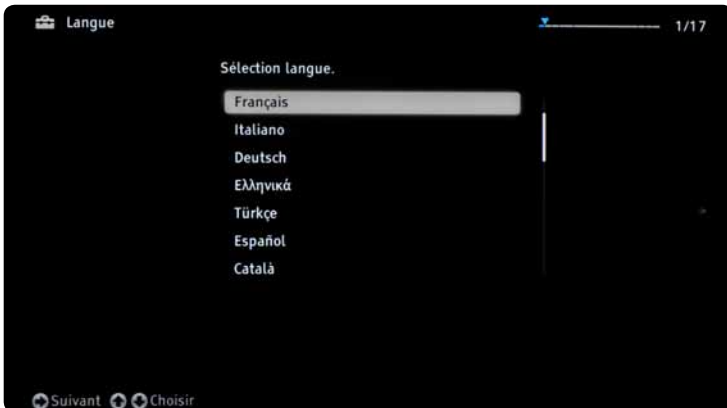 Langue
1/17
Sélection langue.
Français
Italiano
Deutsch
Ελληνικά
Türkçe
Español
Català
Suivant Choisir